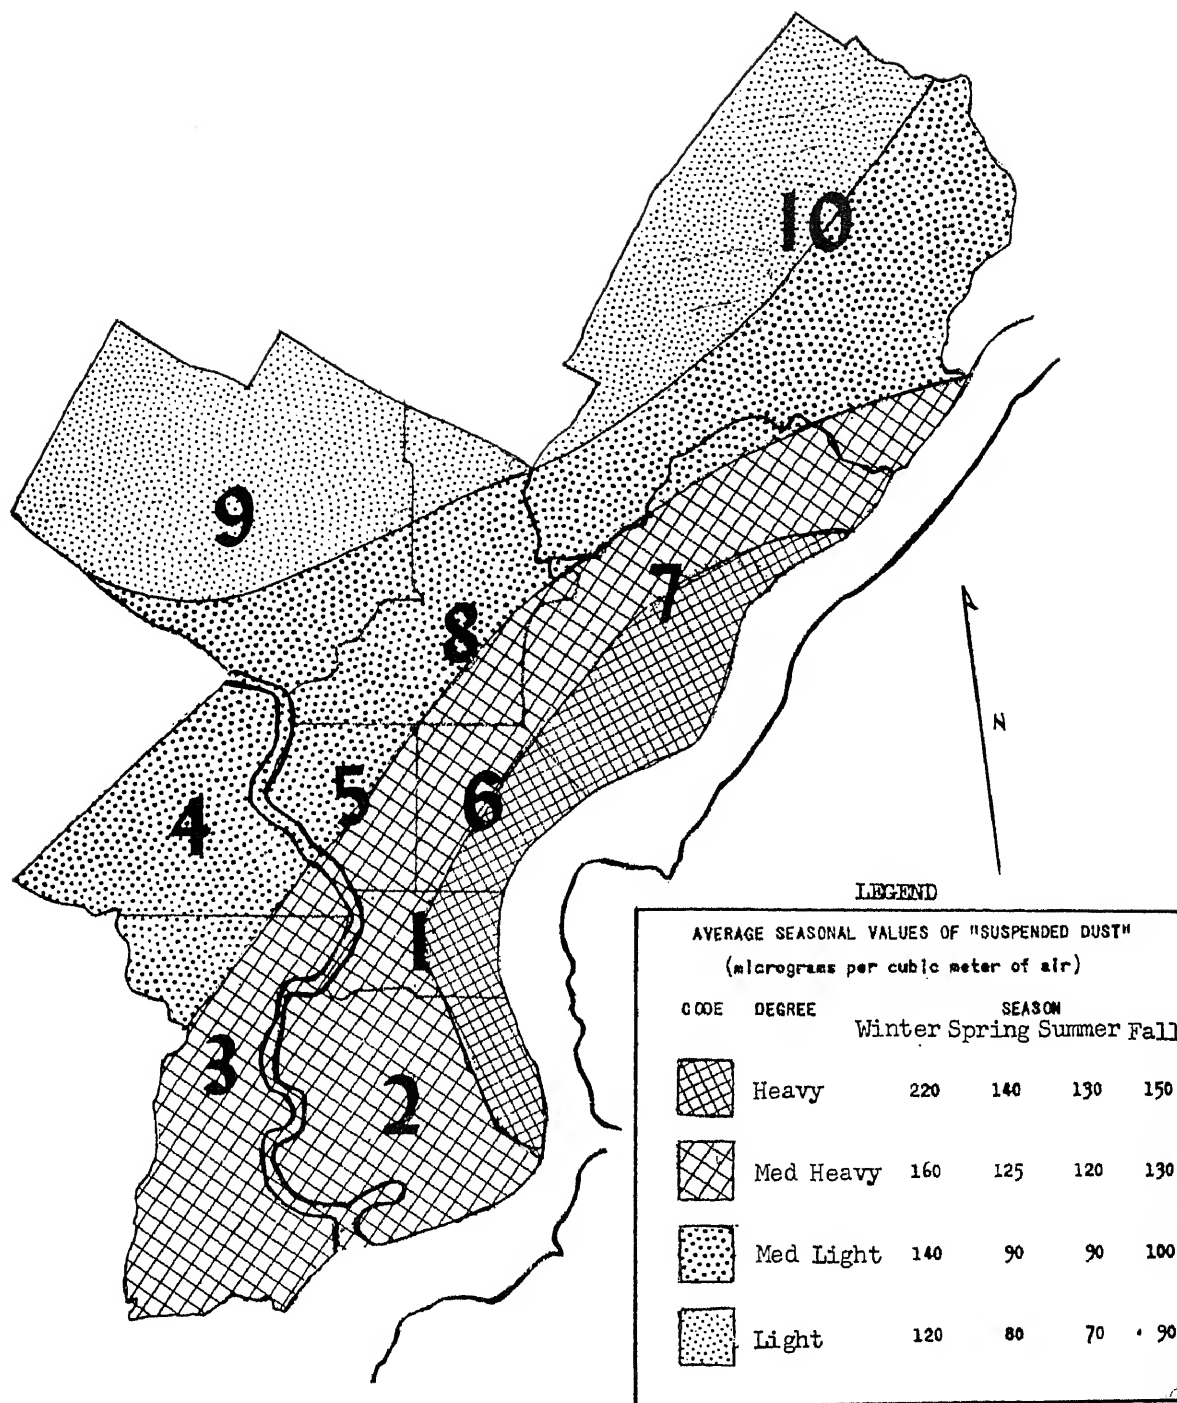 10
9
8
7
5
6
4
1
3
2
N
LEGEND
AVERAGE SEASONAL VALUES OF "SUSPENDED DUST"
(micrograms per cubic meter of air)
CODE DEGREE SEASON
Winter Spring Summer Fall
Heavy 220 140 130 150
Med Heavy 160 125 120 130
Med Light 140 90 90 100
Light 120 80 70 90